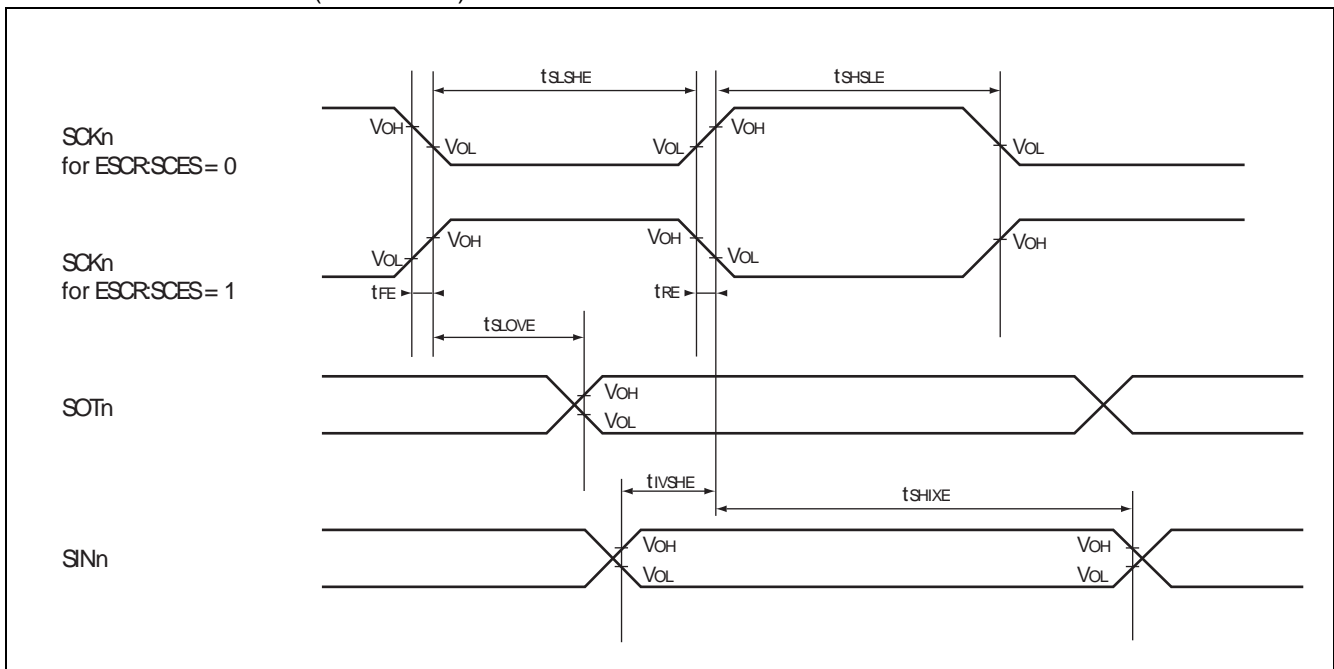 tSLSHE
tSHSLE
SCKn
for ESCR:SCES = 0
VOH
VOL
VOL
VOH
VOL
SCKn
for ESCR:SCES = 1
VOL
VOH
VOH
VOL
VOH
tFE
tRE
tSLOVE
SOTn
VOH
VOL
tIVSHE
tSHIXE
SINn
VOH
VOL
VOH
VOL